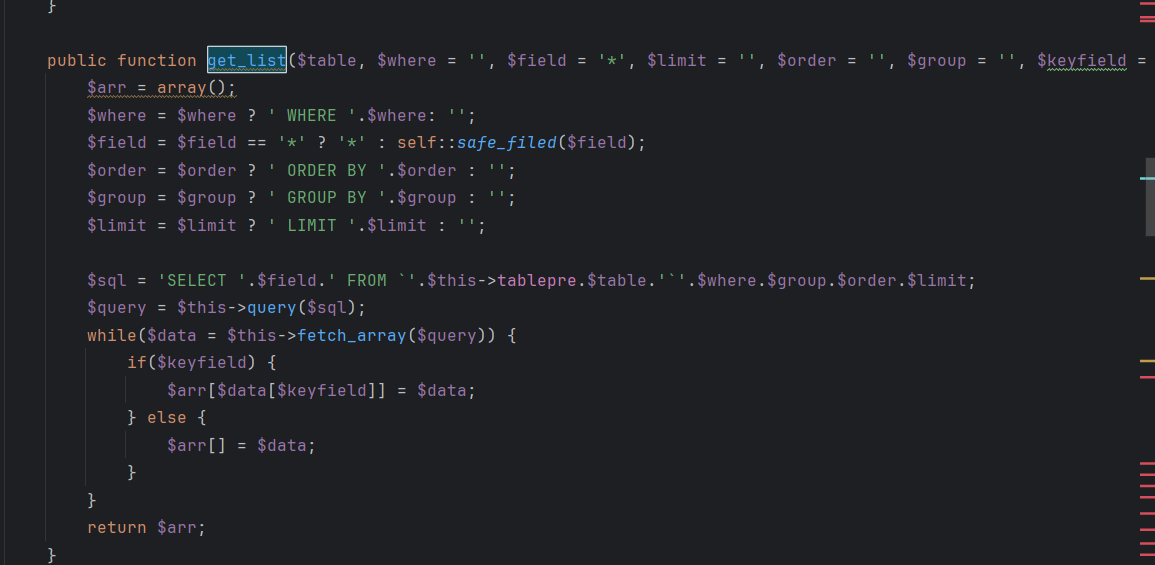 }
public function get_list($table, $where = '', $field = '*', $limit = '', $order = '', $group = '', $keyfield =
$arr = array();
$where = $where ? ' WHERE '.$where: '';
$field = $field == '*' ? '*' : self::safe_filed($field);
$order = $order ? ' ORDER BY '.$order : '';
$group = $group ? ' GROUP BY '.$group : '';
$limit = $limit ? ' LIMIT '.$limit : '';
$sql = 'SELECT '.$field.' FROM `'.$this->tablepre.$table.'`'.$where.$group.$order.$limit;
$query = $this->query($sql);
while($data = $this->fetch_array($query)) {
if($keyfield) {
$arr[$data[$keyfield]] = $data;
} else {
$arr[] = $data;
}
}
return $arr;
}